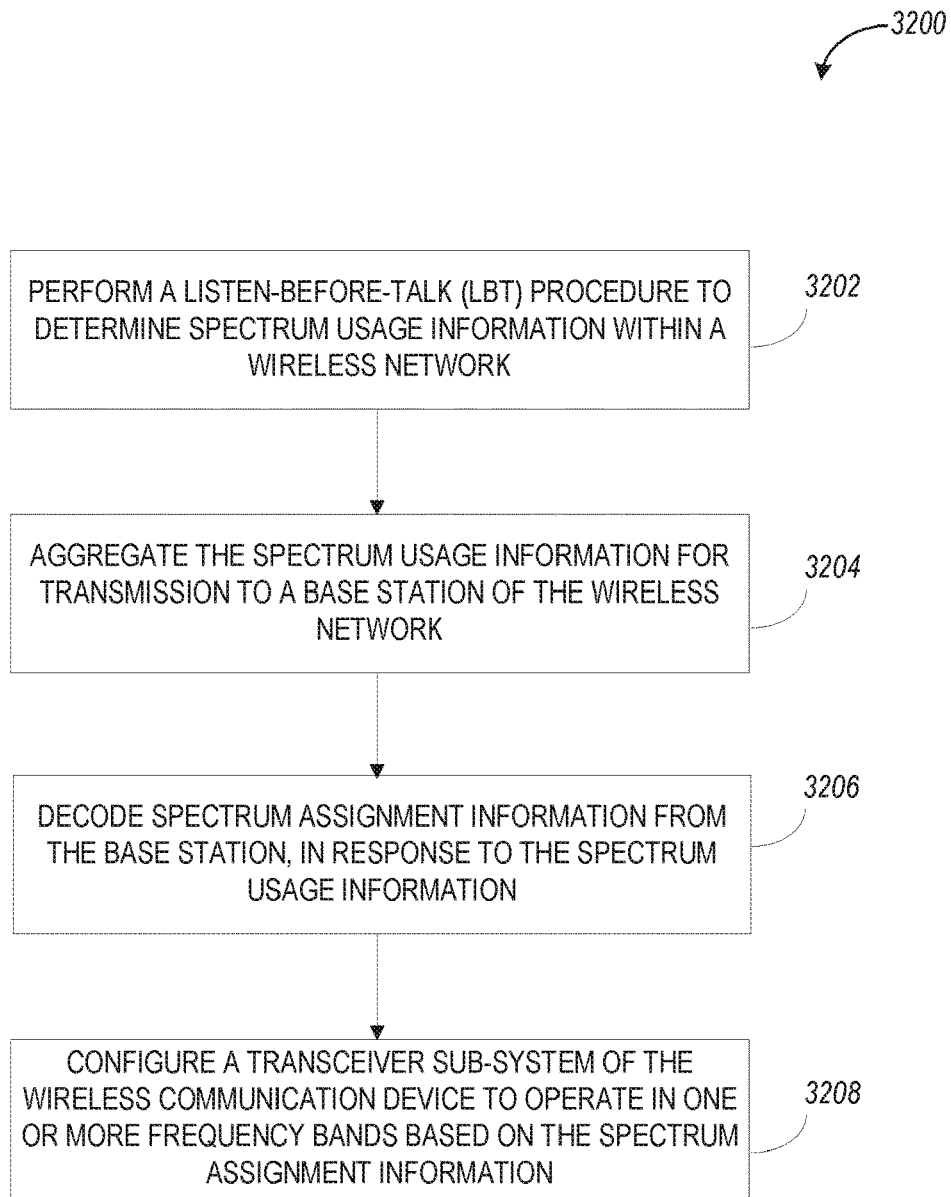 3200
PERFORM A LISTEN-BEFORE-TALK (LBT) PROCEDURE TO
DETERMINE SPECTRUM USAGE INFORMATION WITHIN A
WIRELESS NETWORK
3202
AGGREGATE THE SPECTRUM USAGE INFORMATION FOR
TRANSMISSION TO A BASE STATION OF THE WIRELESS
NETWORK
3204
DECODE SPECTRUM ASSIGNMENT INFORMATION FROM
THE BASE STATION, IN RESPONSE TO THE SPECTRUM
USAGE INFORMATION
3206
CONFIGURE A TRANSCEIVER SUB-SYSTEM OF THE
WIRELESS COMMUNICATION DEVICE TO OPERATE IN ONE
OR MORE FREQUENCY BANDS BASED ON THE SPECTRUM
ASSIGNMENT INFORMATION
3208